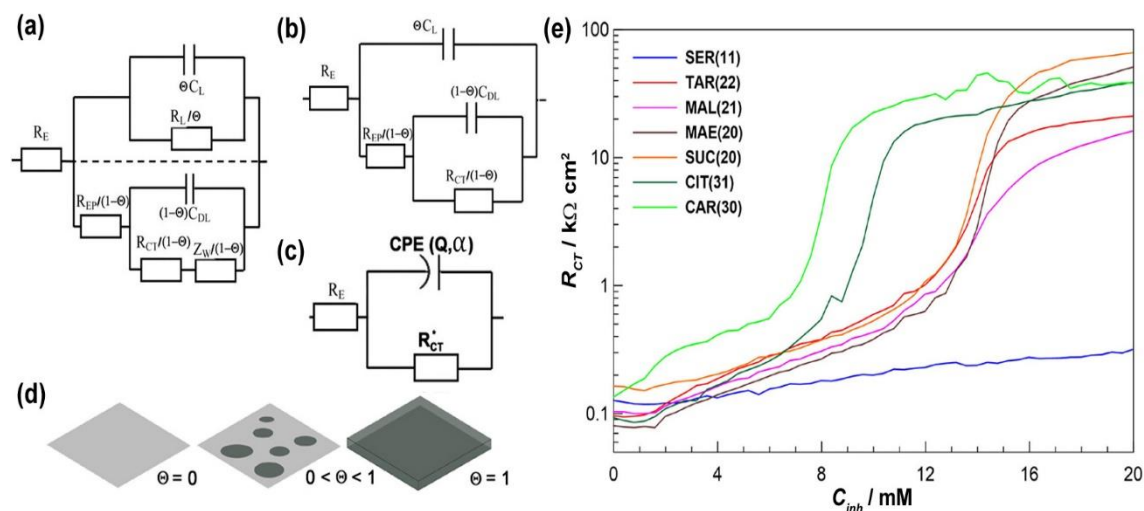 (a)
ΘC_L
R_L/Θ
R_E
R_EP/(1-Θ)
(1-Θ)C_DL
R_CT/(1-Θ)
Z_W/(1-Θ)
(b)
ΘC_L
R_E
(1-Θ)C_DL
R_EP/(1-Θ)
R_CT/(1-Θ)
(c)
CPE (Q,α)
R_E
R*_CT
(d)
Θ = 0
0 < Θ < 1
Θ = 1
(e)
R_CT / kΩ cm²
100
10
1
0.1
SER(11)
TAR(22)
MAL(21)
MAE(20)
SUC(20)
CIT(31)
CAR(30)
0 4 8 12 16 20
C_inh / mM